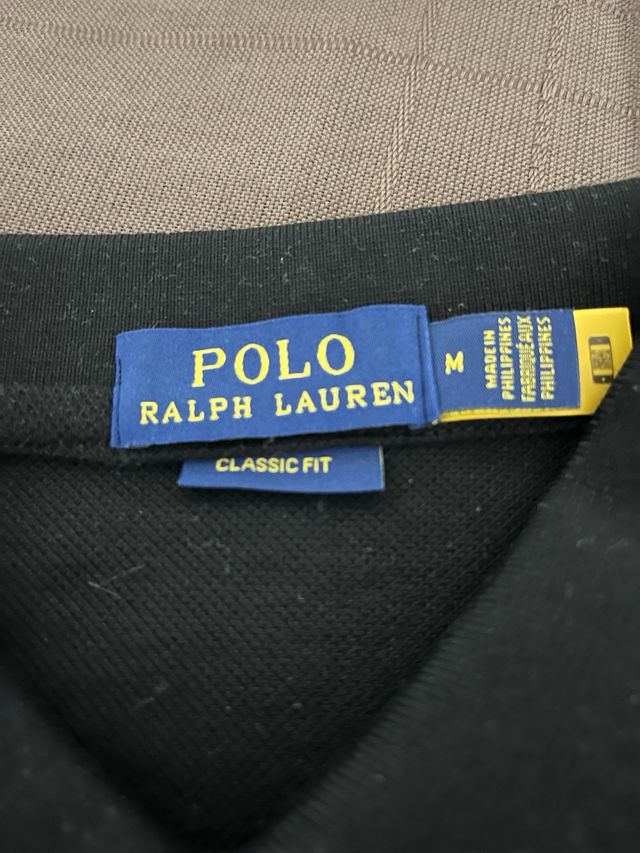 POLO
RALPH LAUREN
M
MADE IN
PHILIPPINES
FABRIQUÉ AUX
PHILIPPINES
CLASSIC FIT